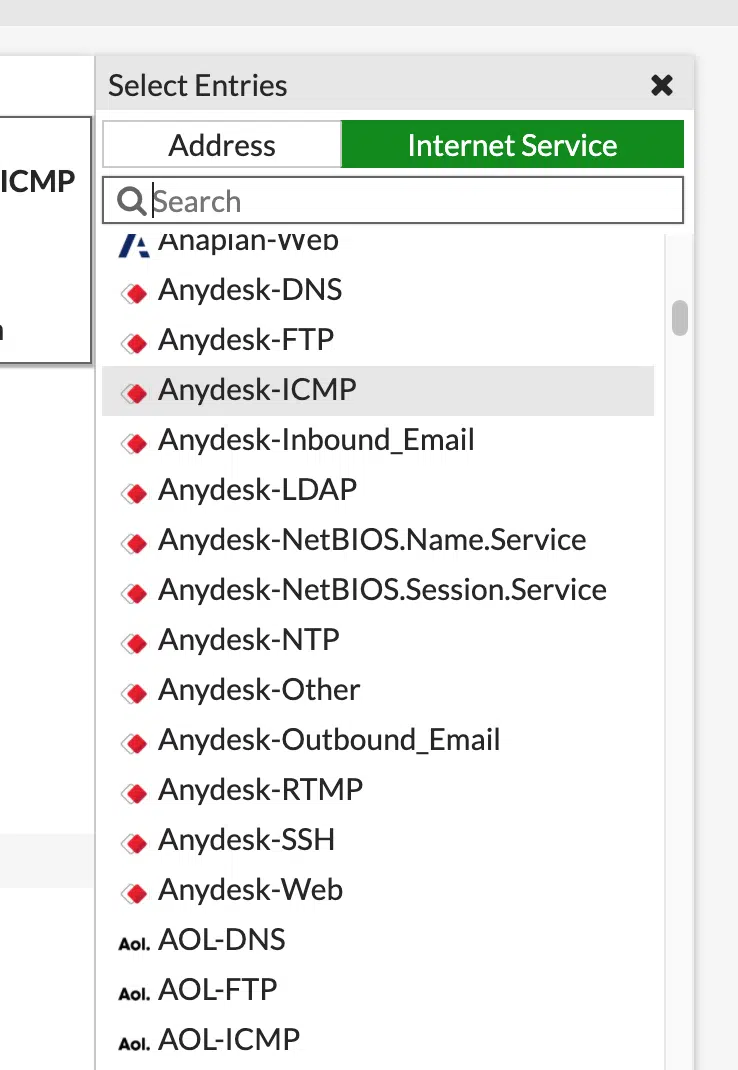 Select Entries
Address Internet Service
ICMP
Search
Anaplan-Web
Anydesk-DNS
Anydesk-FTP
Anydesk-ICMP
Anydesk-Inbound_Email
Anydesk-LDAP
Anydesk-NetBIOS.Name.Service
Anydesk-NetBIOS.Session.Service
Anydesk-NTP
Anydesk-Other
Anydesk-Outbound_Email
Anydesk-RTMP
Anydesk-SSH
Anydesk-Web
Aol. AOL-DNS
Aol. AOL-FTP
Aol. AOL-ICMP